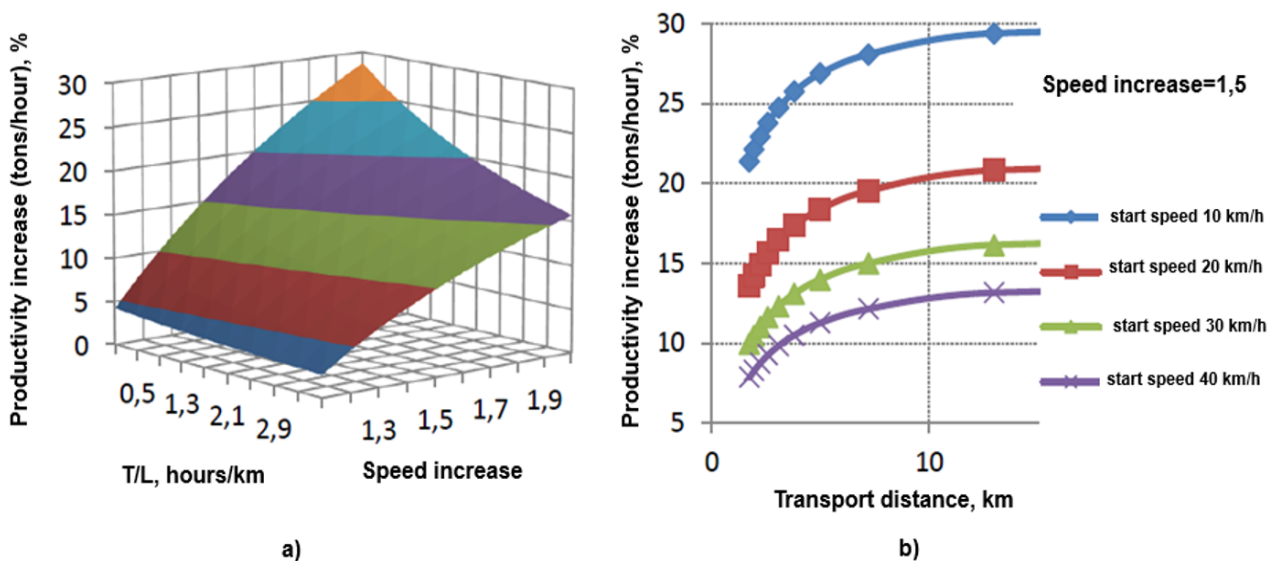 Productivity increase (tons/hour), %
30
25
20
15
10
5
0
0,5
1,3
2,1
2,9
1,3
1,5
1,7
1,9
T/L, hours/km
Speed increase
a)
Productivity increase (tons/hour), %
30
25
20
15
10
5
0
10
Transport distance, km
Speed increase=1,5
start speed 10 km/h
start speed 20 km/h
start speed 30 km/h
start speed 40 km/h
b)